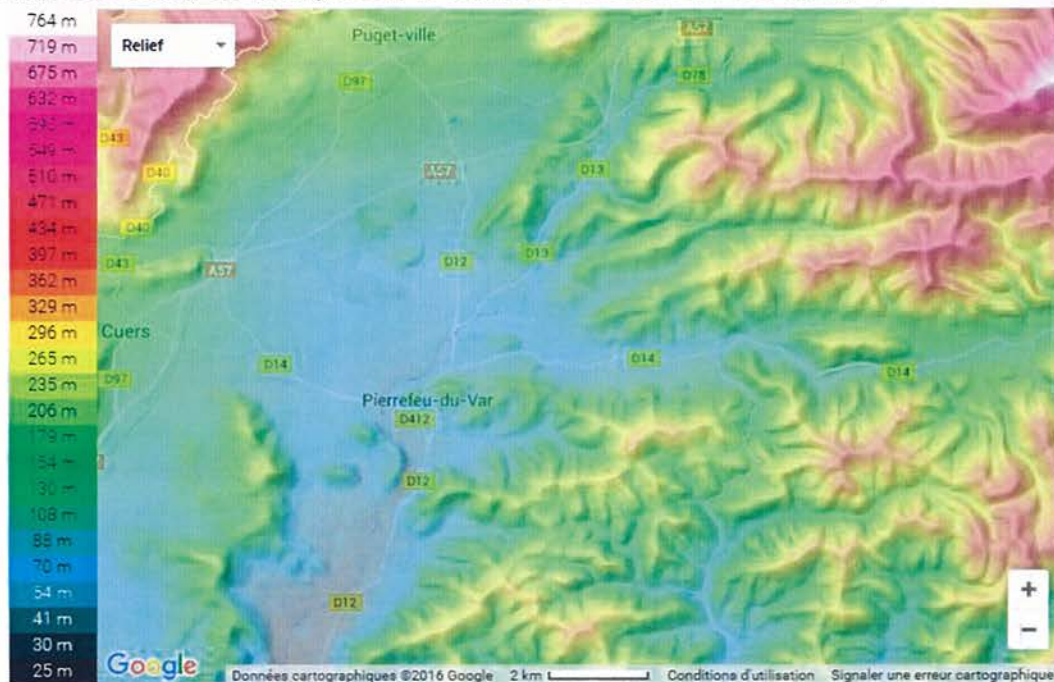 764 m
719 m
675 m
632 m
549 m
510 m
471 m
434 m
397 m
362 m
329 m
296 m
265 m
235 m
206 m
179 m
108 m
88 m
70 m
54 m
41 m
30 m
25 m
Relief
Puget-ville
D97
D78
D43
D40
A57
D13
D40
D43
A57
D12
D13
Cuers
D97
D14
D14
D14
Pierrefeu-du-Var
D412
D12
D12
+
−
Google
Données cartographiques ©2016 Google 2 km Conditions d'utilisation Signaler une erreur cartographique